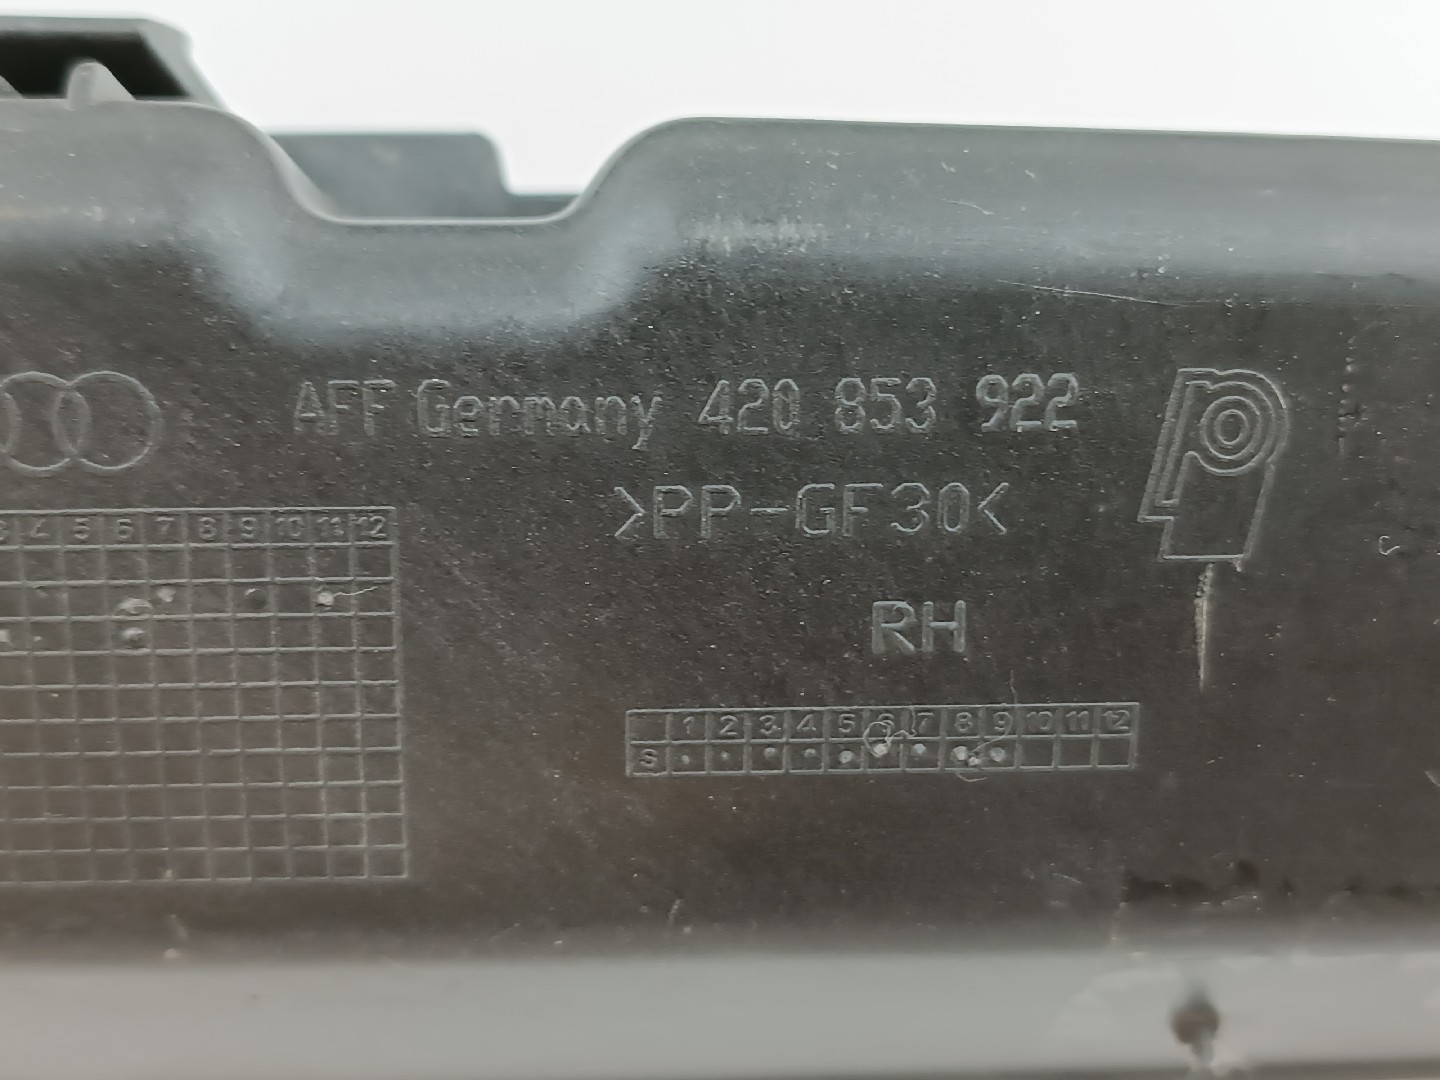 AFF Germany 420 853 922
>PP-GF30<
3 4 5 6 7 8 9 10 11 12
RH
1 2 3 4 5 6 7 8 9 10 11 12
S